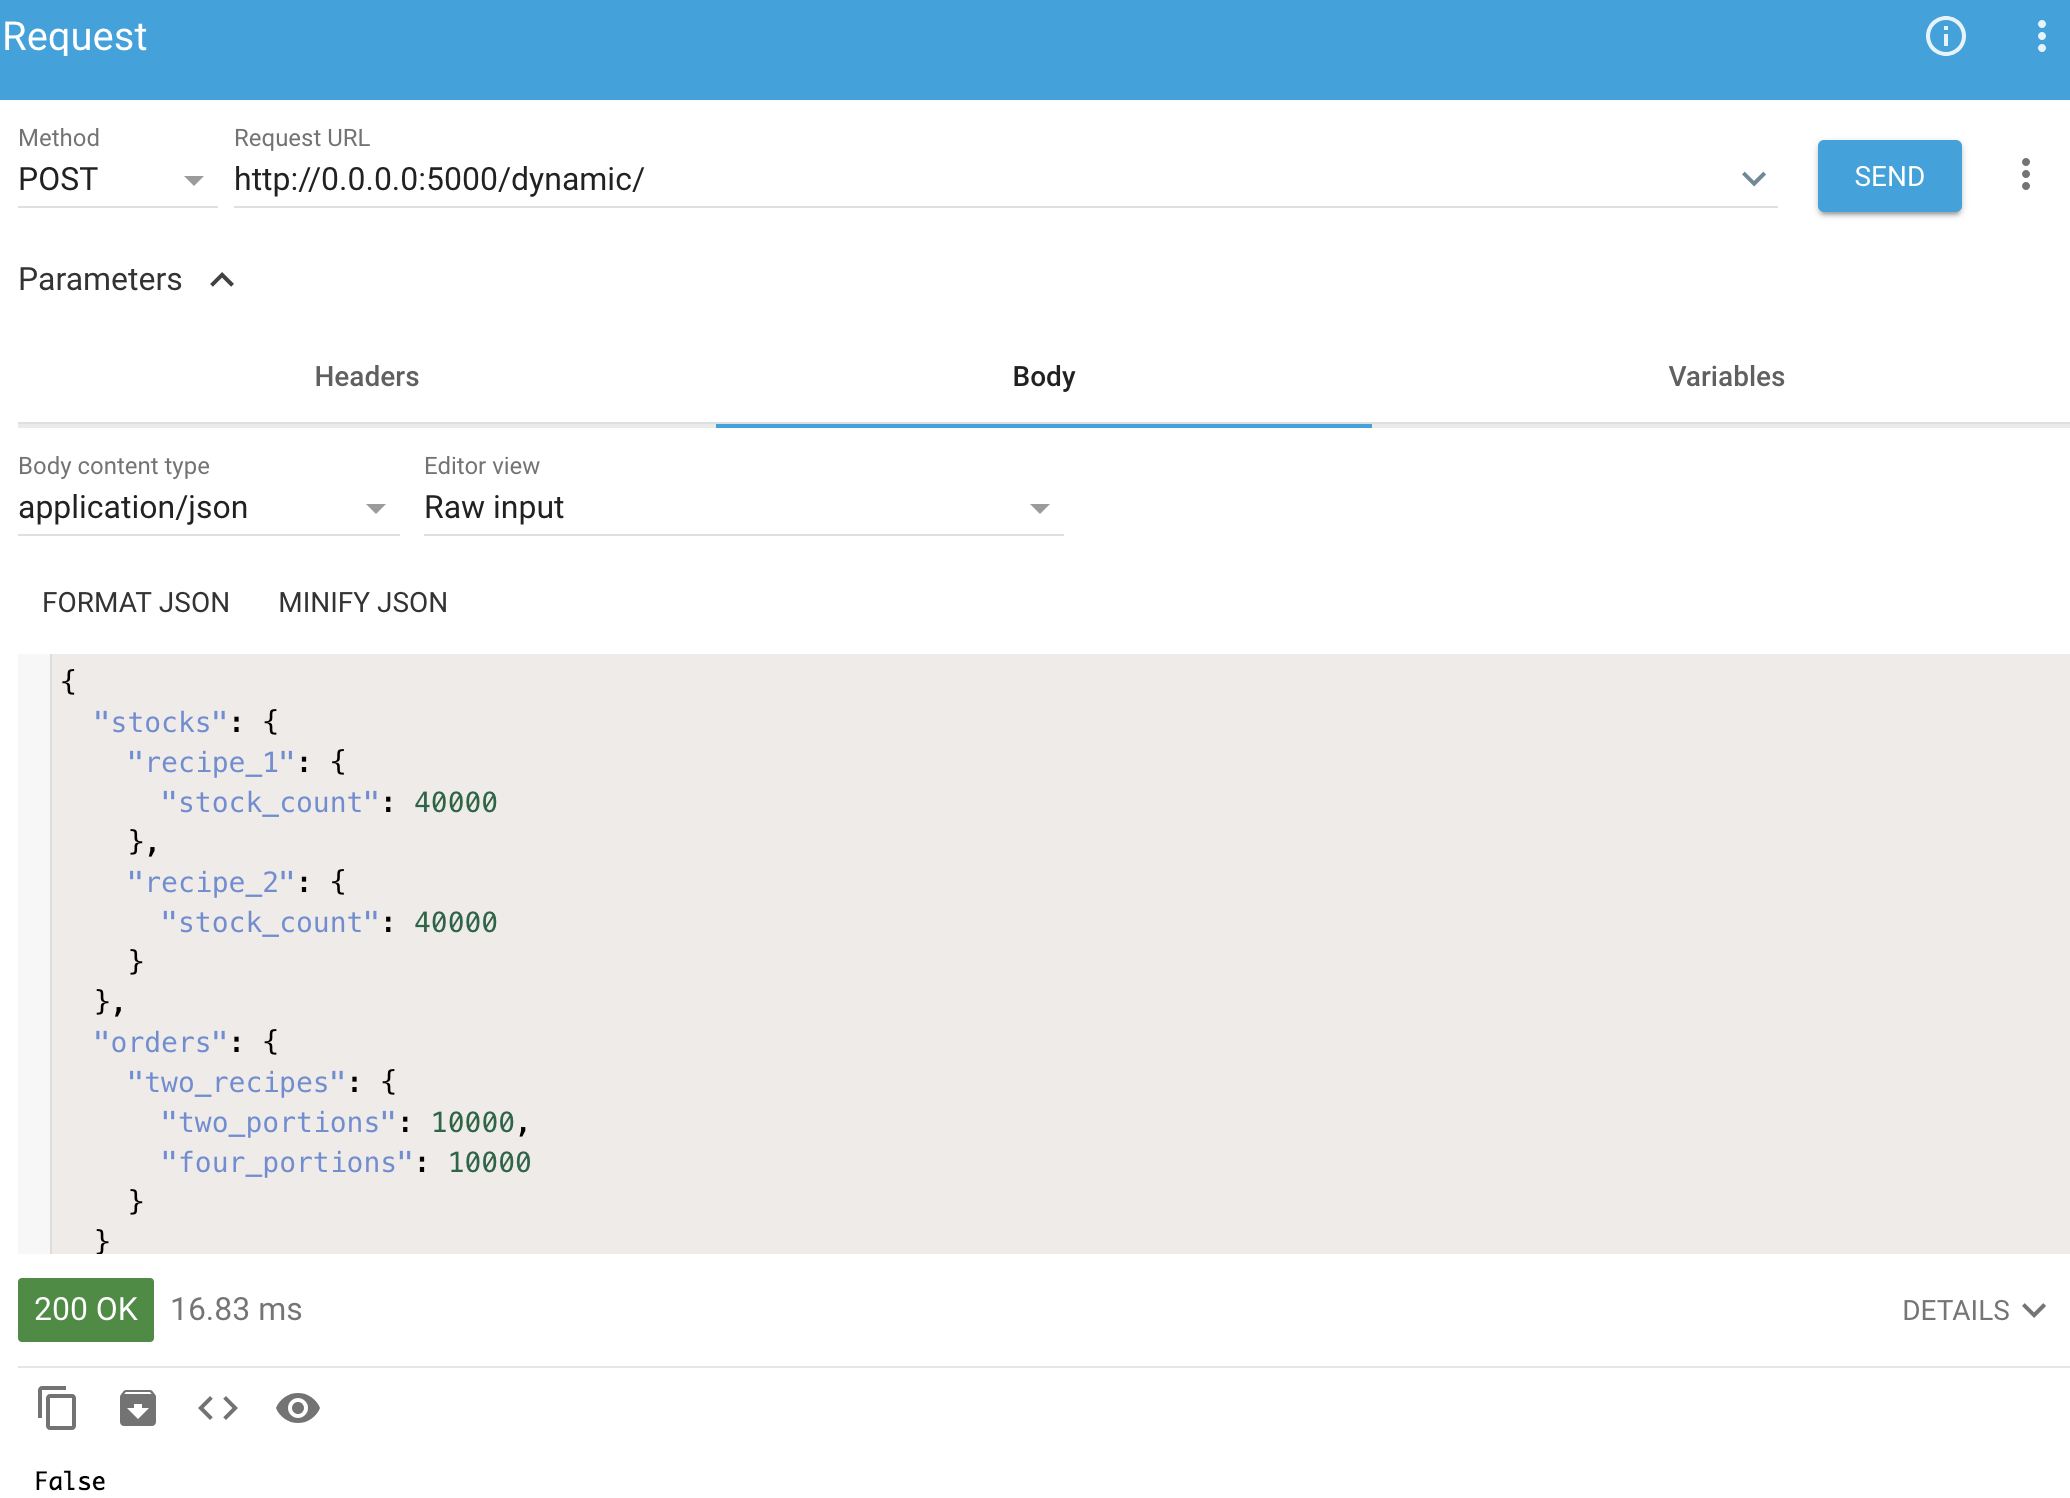 Request
Method
POST
Request URL
http://0.0.0.0:5000/dynamic/
SEND
Parameters
Headers
Body
Variables
Body content type
application/json
Editor view
Raw input
FORMAT JSON
MINIFY JSON
{
  "stocks": {
    "recipe_1": {
      "stock_count": 40000
    },
    "recipe_2": {
      "stock_count": 40000
    }
  },
  "orders": {
    "two_recipes": {
      "two_portions": 10000,
      "four_portions": 10000
    }
  }
200 OK
16.83 ms
DETAILS
False